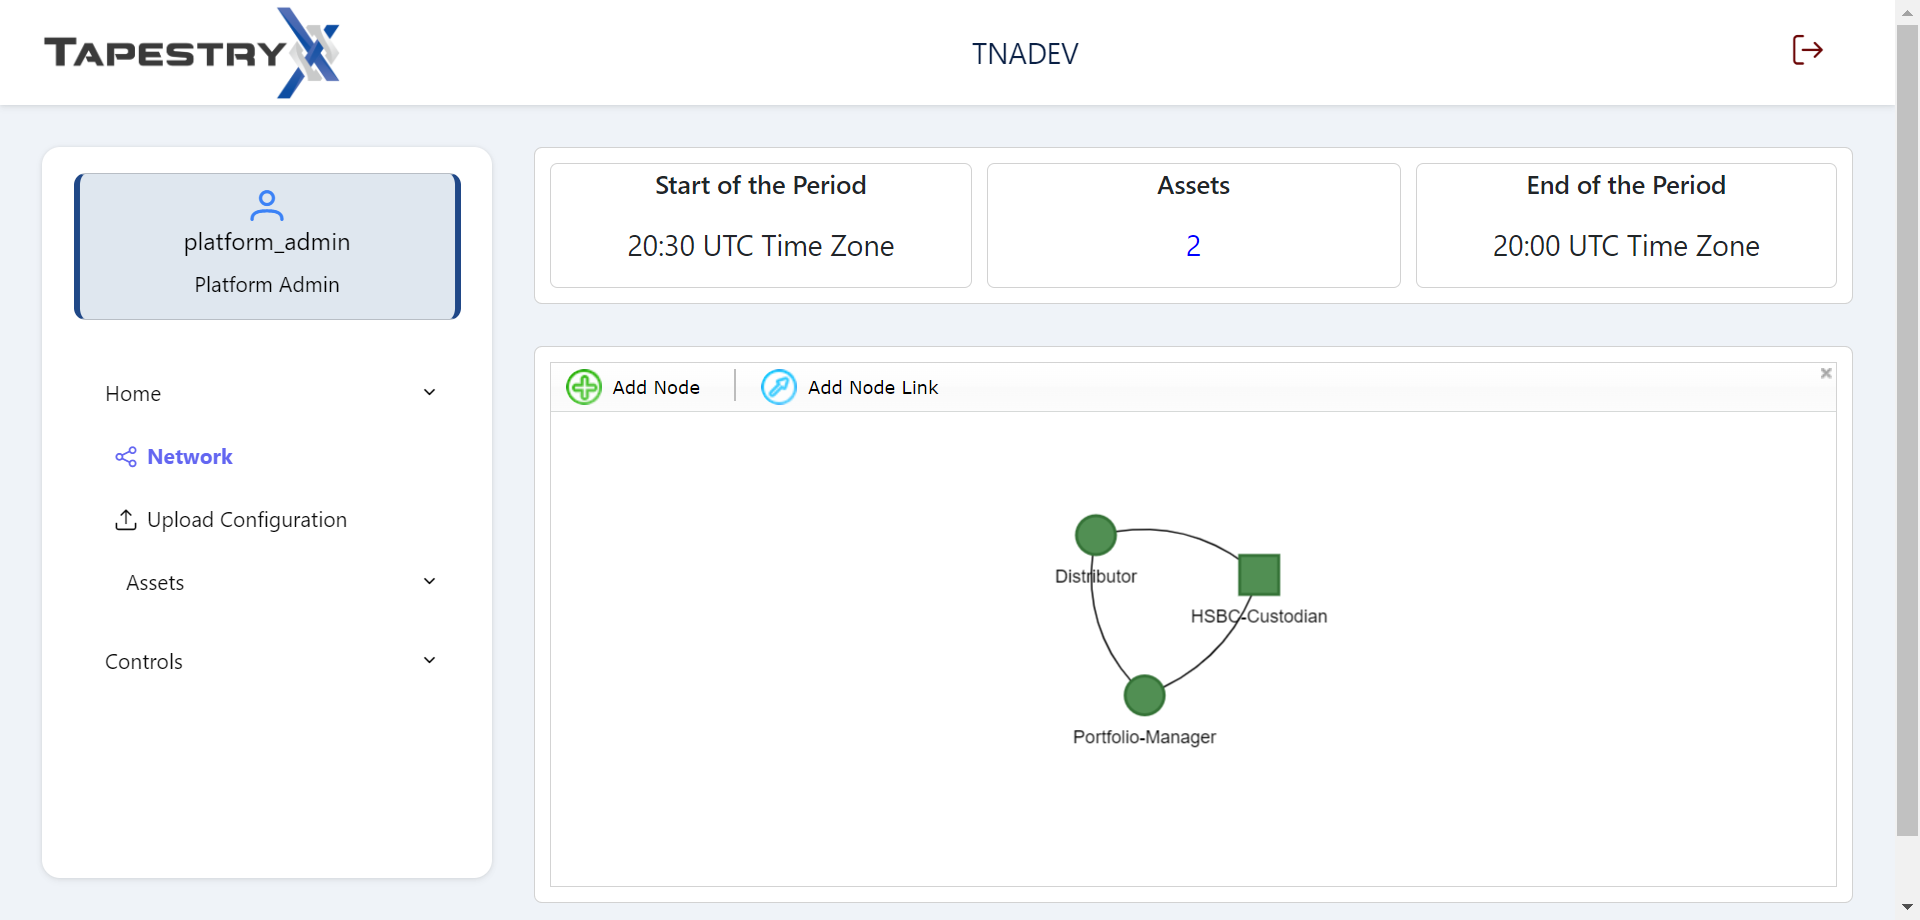 TAPESTRY X
TNADEV
platform_admin
Platform Admin
Home
Network
Upload Configuration
Assets
Controls
Start of the Period
20:30 UTC Time Zone
Assets
2
End of the Period
20:00 UTC Time Zone
Add Node
Add Node Link
Distributor
HSBC-Custodian
Portfolio-Manager